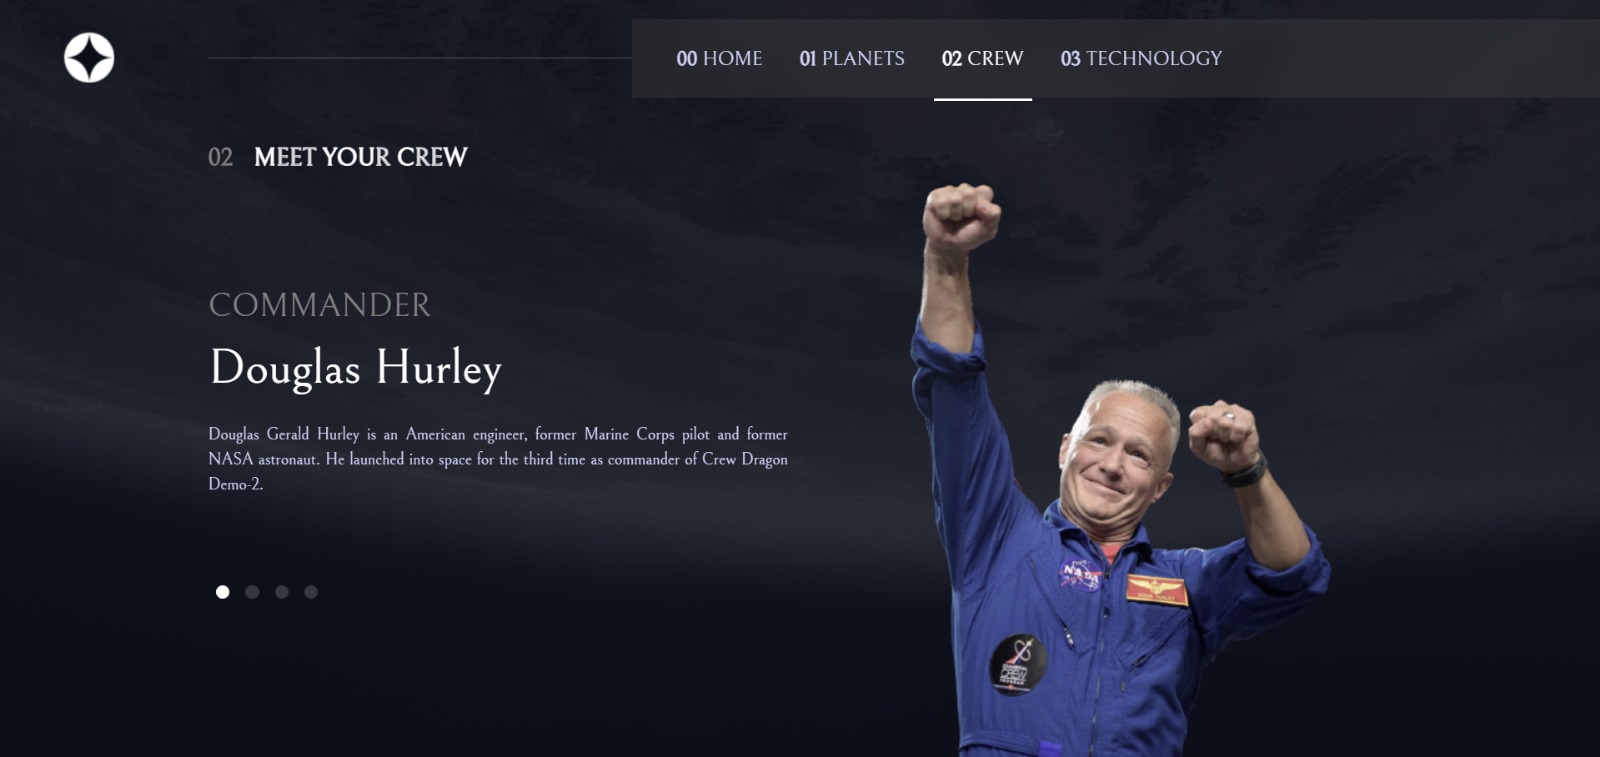 00 HOME 01 PLANETS 02 CREW 03 TECHNOLOGY
02 MEET YOUR CREW
COMMANDER
Douglas Hurley
Douglas Gerald Hurley is an American engineer, former Marine Corps pilot and former
NASA astronaut. He launched into space for the third time as commander of Crew Dragon
Demo-2.
NASA
CREW